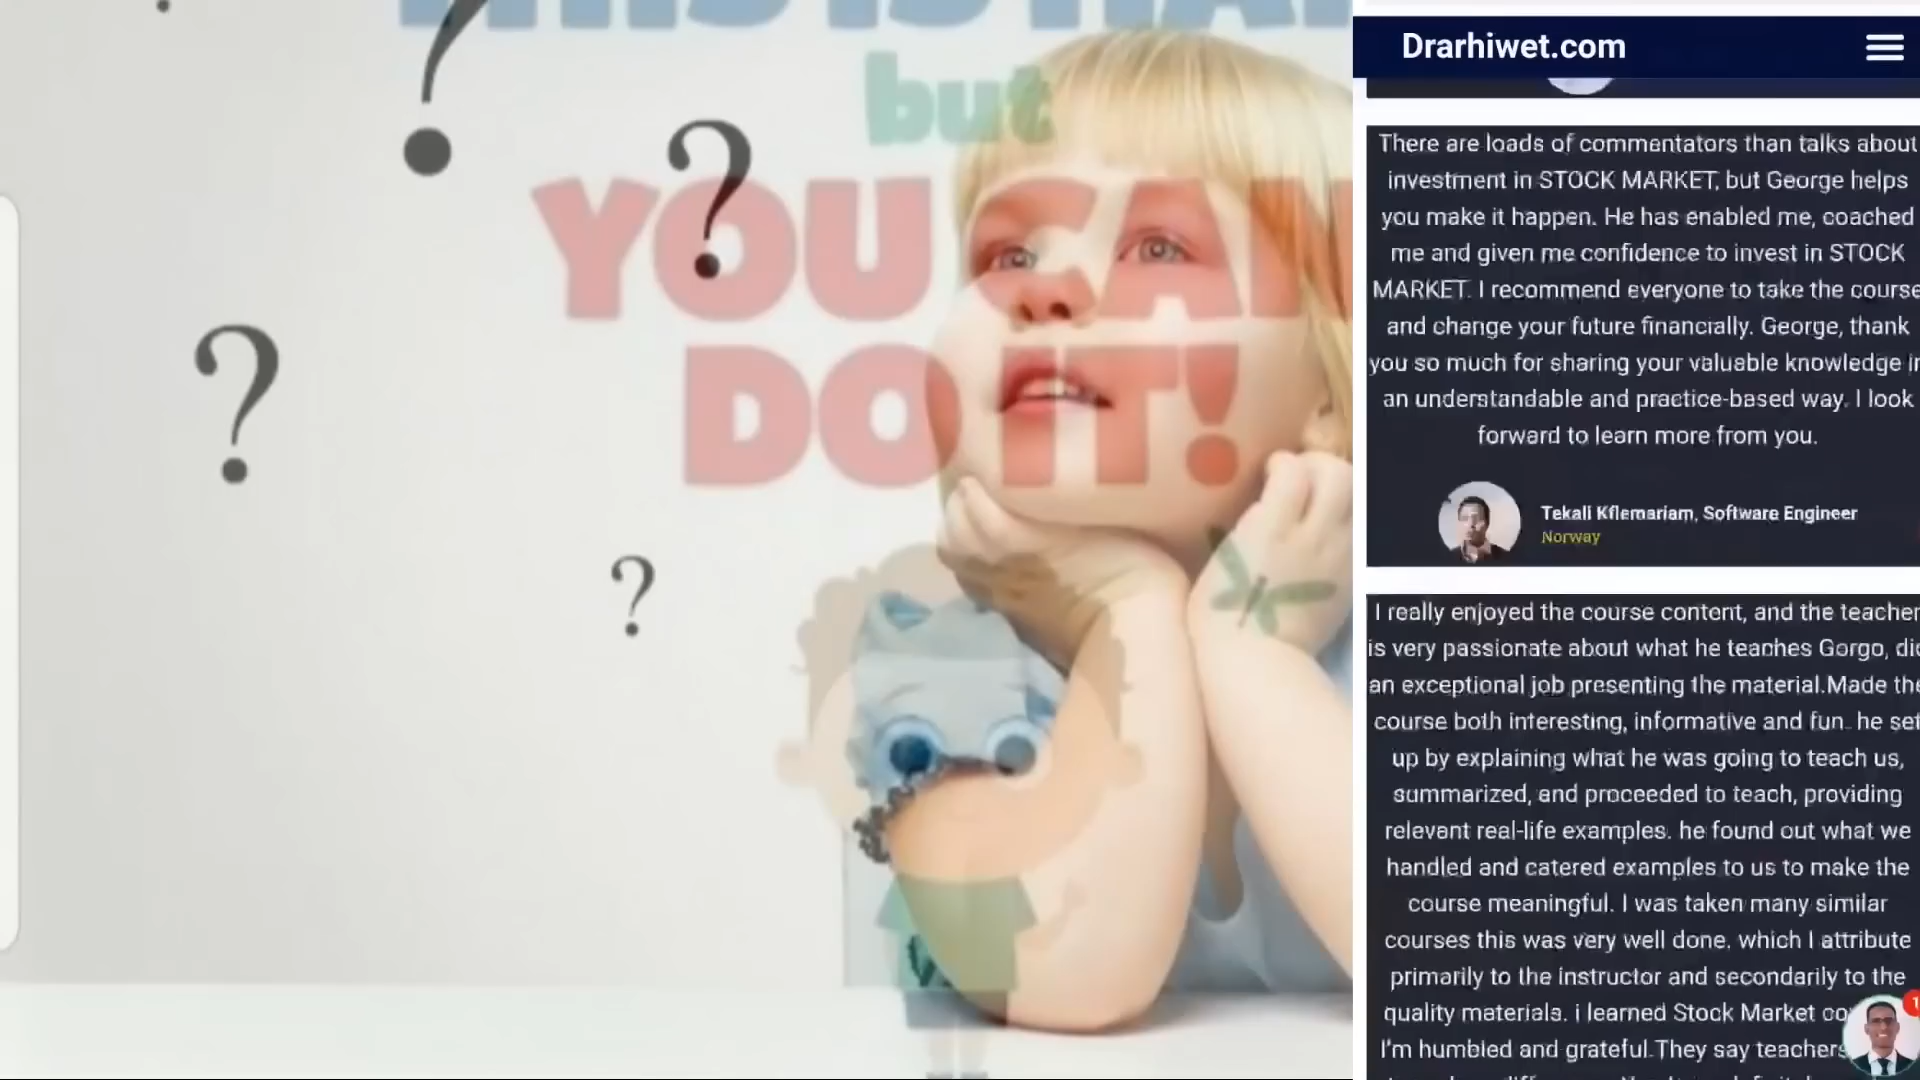 THIS IS HA
but
YOU CAN
DO IT!
?
?
?
?
Drarhiwet.com
There are loads of commentators than talks about
investment in STOCK MARKET, but George helps
you make it happen. He has enabled me, coached
me and given me confidence to invest in STOCK
MARKET. I recommend everyone to take the course
and change your future financially. George, thank
you so much for sharing your valuable knowledge in
an understandable and practice-based way. I look
forward to learn more from you.
Tekali Kflemariam, Software Engineer
Norway
I really enjoyed the course content, and the teacher
is very passionate about what he teaches Gorgo, did
an exceptional job presenting the material.Made the
course both interesting, informative and fun. he set
up by explaining what he was going to teach us,
summarized, and proceeded to teach, providing
relevant real-life examples. he found out what we
handled and catered examples to us to make the
course meaningful. I was taken many similar
courses this was very well done. which I attribute
primarily to the instructor and secondarily to the
quality materials. i learned Stock Market
I'm humbled and grateful.They say teachers
1